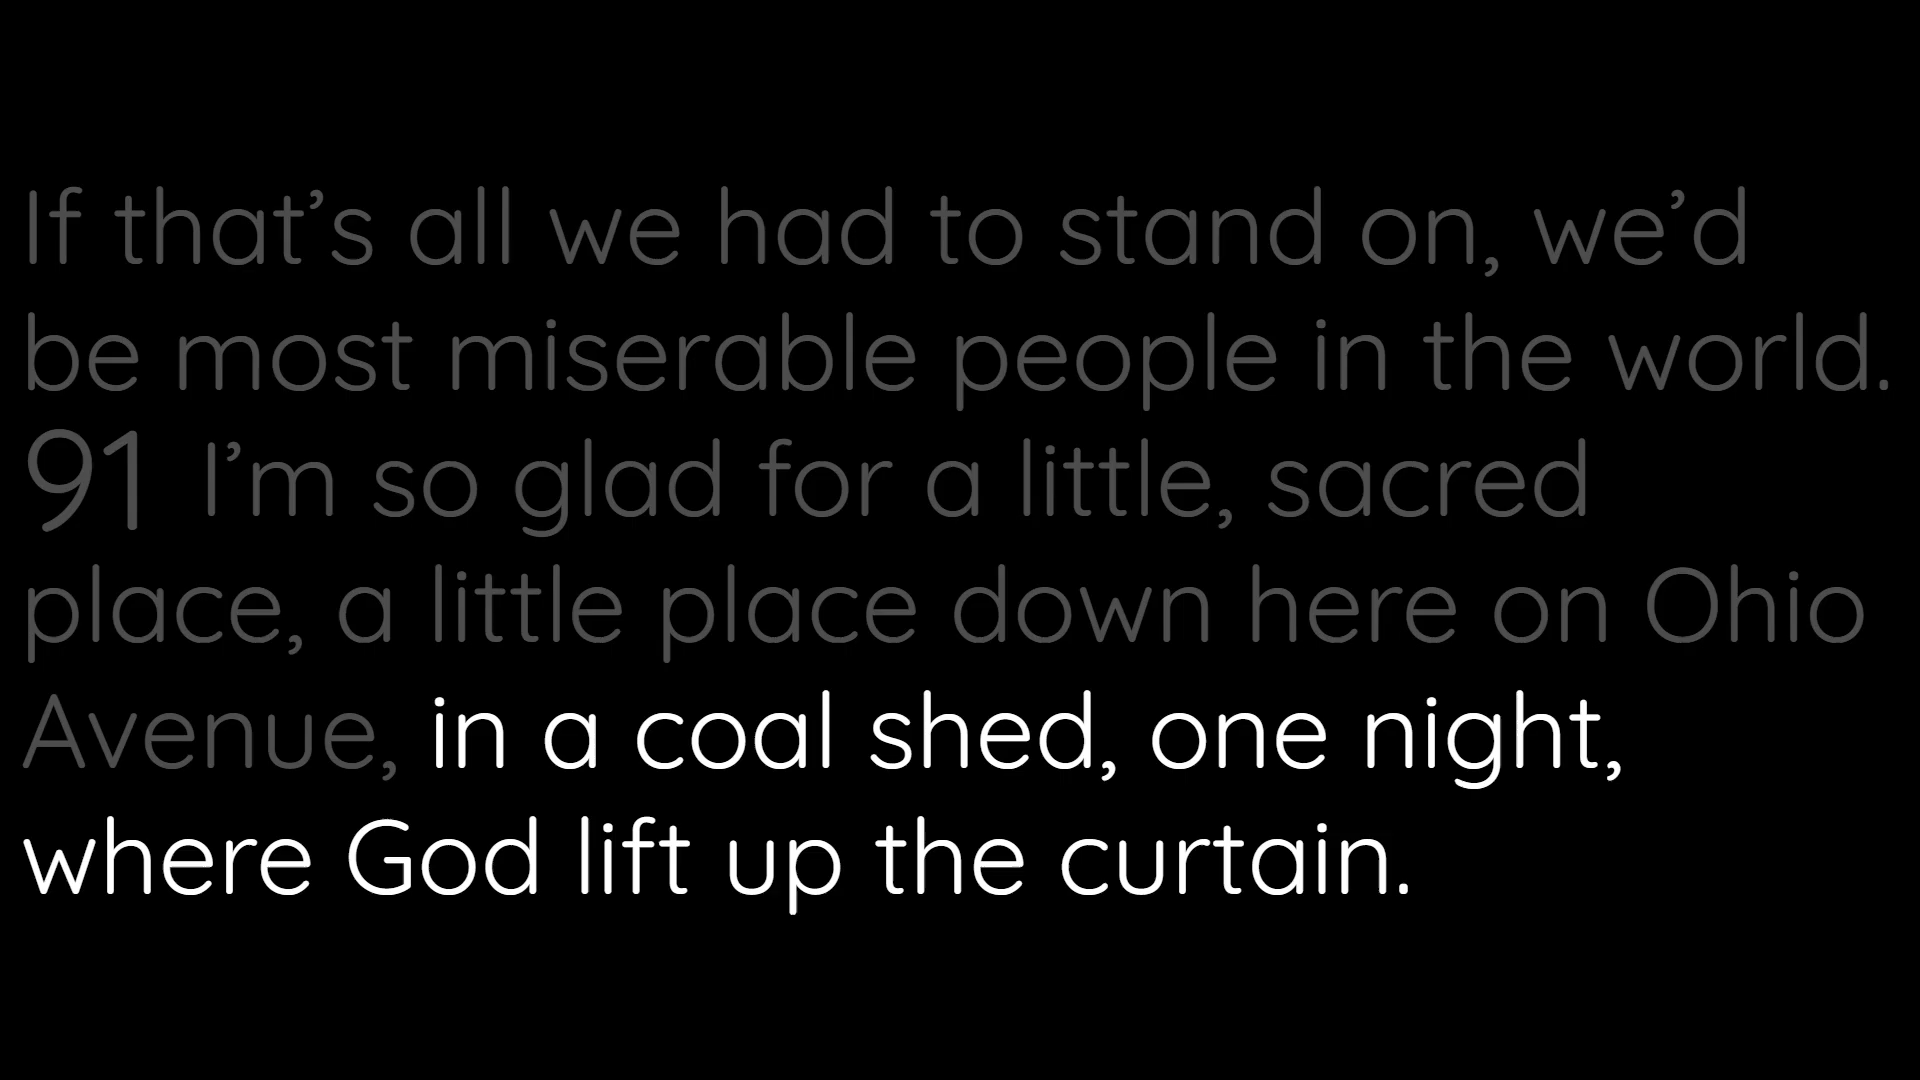 If that’s all we had to stand on, we’d
be most miserable people in the world.
91 I’m so glad for a little, sacred
place, a little place down here on Ohio
Avenue, in a coal shed, one night,
where God lift up the curtain.